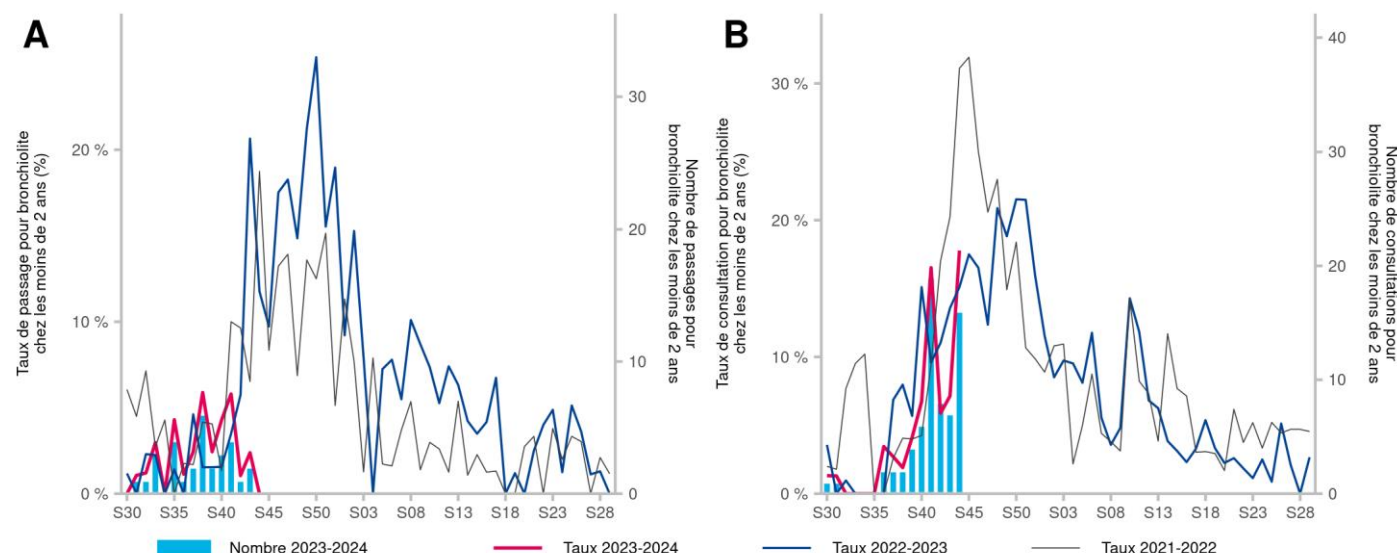 A
Taux de passage pour bronchiolite
chez les moins de 2 ans (%)
20 %
10 %
0 %
30
20
10
0
Nombre de passages pour
bronchiolite chez les moins de 2 ans
S30
S35
S40
S45
S50
S03
S08
S13
S18
S23
S28
B
Taux de consultation pour bronchiolite
chez les moins de 2 ans (%)
30 %
20 %
10 %
0 %
40
30
20
10
0
Nombre de consultations pour
bronchiolite chez les moins de 2 ans
S30
S35
S40
S45
S50
S03
S08
S13
S18
S23
S28
Nombre 2023-2024
Taux 2023-2024
Taux 2022-2023
Taux 2021-2022